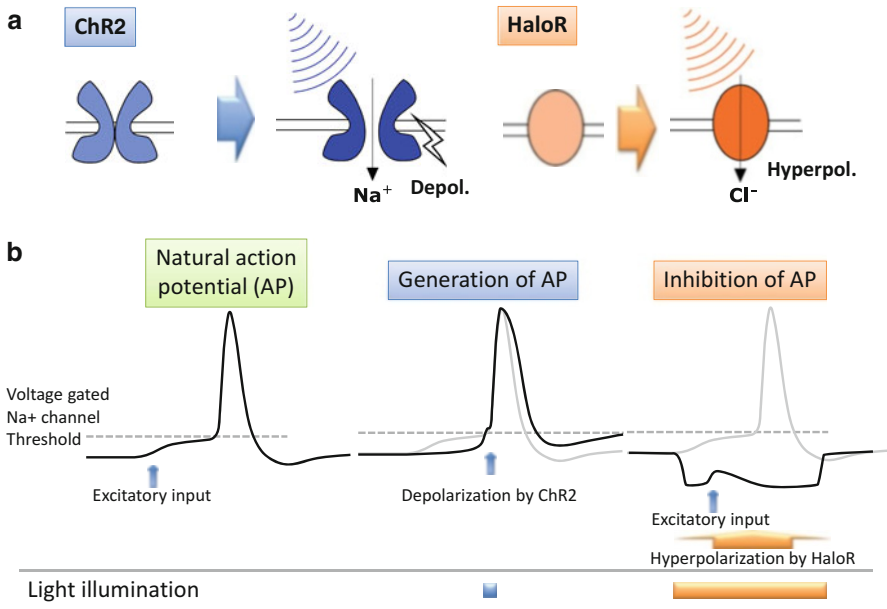 a
ChR2
HaloR
Na⁺
Depol.
Cl⁻
Hyperpol.
b
Natural action
potential (AP)
Generation of AP
Inhibition of AP
Voltage gated
Na+ channel
Threshold
Excitatory input
Depolarization by ChR2
Excitatory input
Hyperpolarization by HaloR
Light illumination